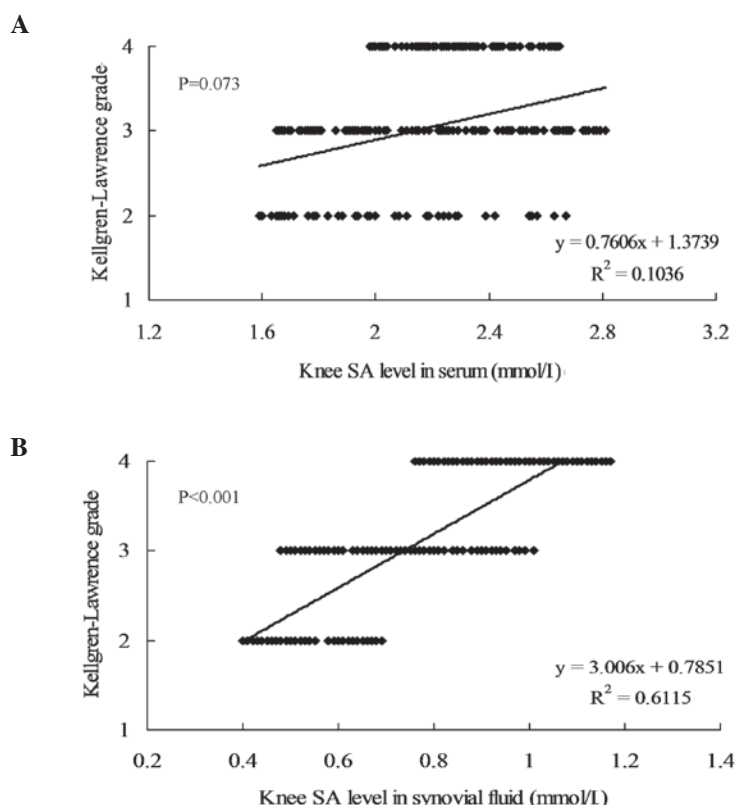 A
4
3
2
1
Kellgren-Lawrence grade
P=0.073
y = 0.7606x + 1.3739
R² = 0.1036
1.2 1.6 2 2.4 2.8 3.2
Knee SA level in serum (mmol/I)
B
4
3
2
1
Kellgren-Lawrence grade
P<0.001
y = 3.006x + 0.7851
R² = 0.6115
0.2 0.4 0.6 0.8 1 1.2 1.4
Knee SA level in synovial fluid (mmol/L)